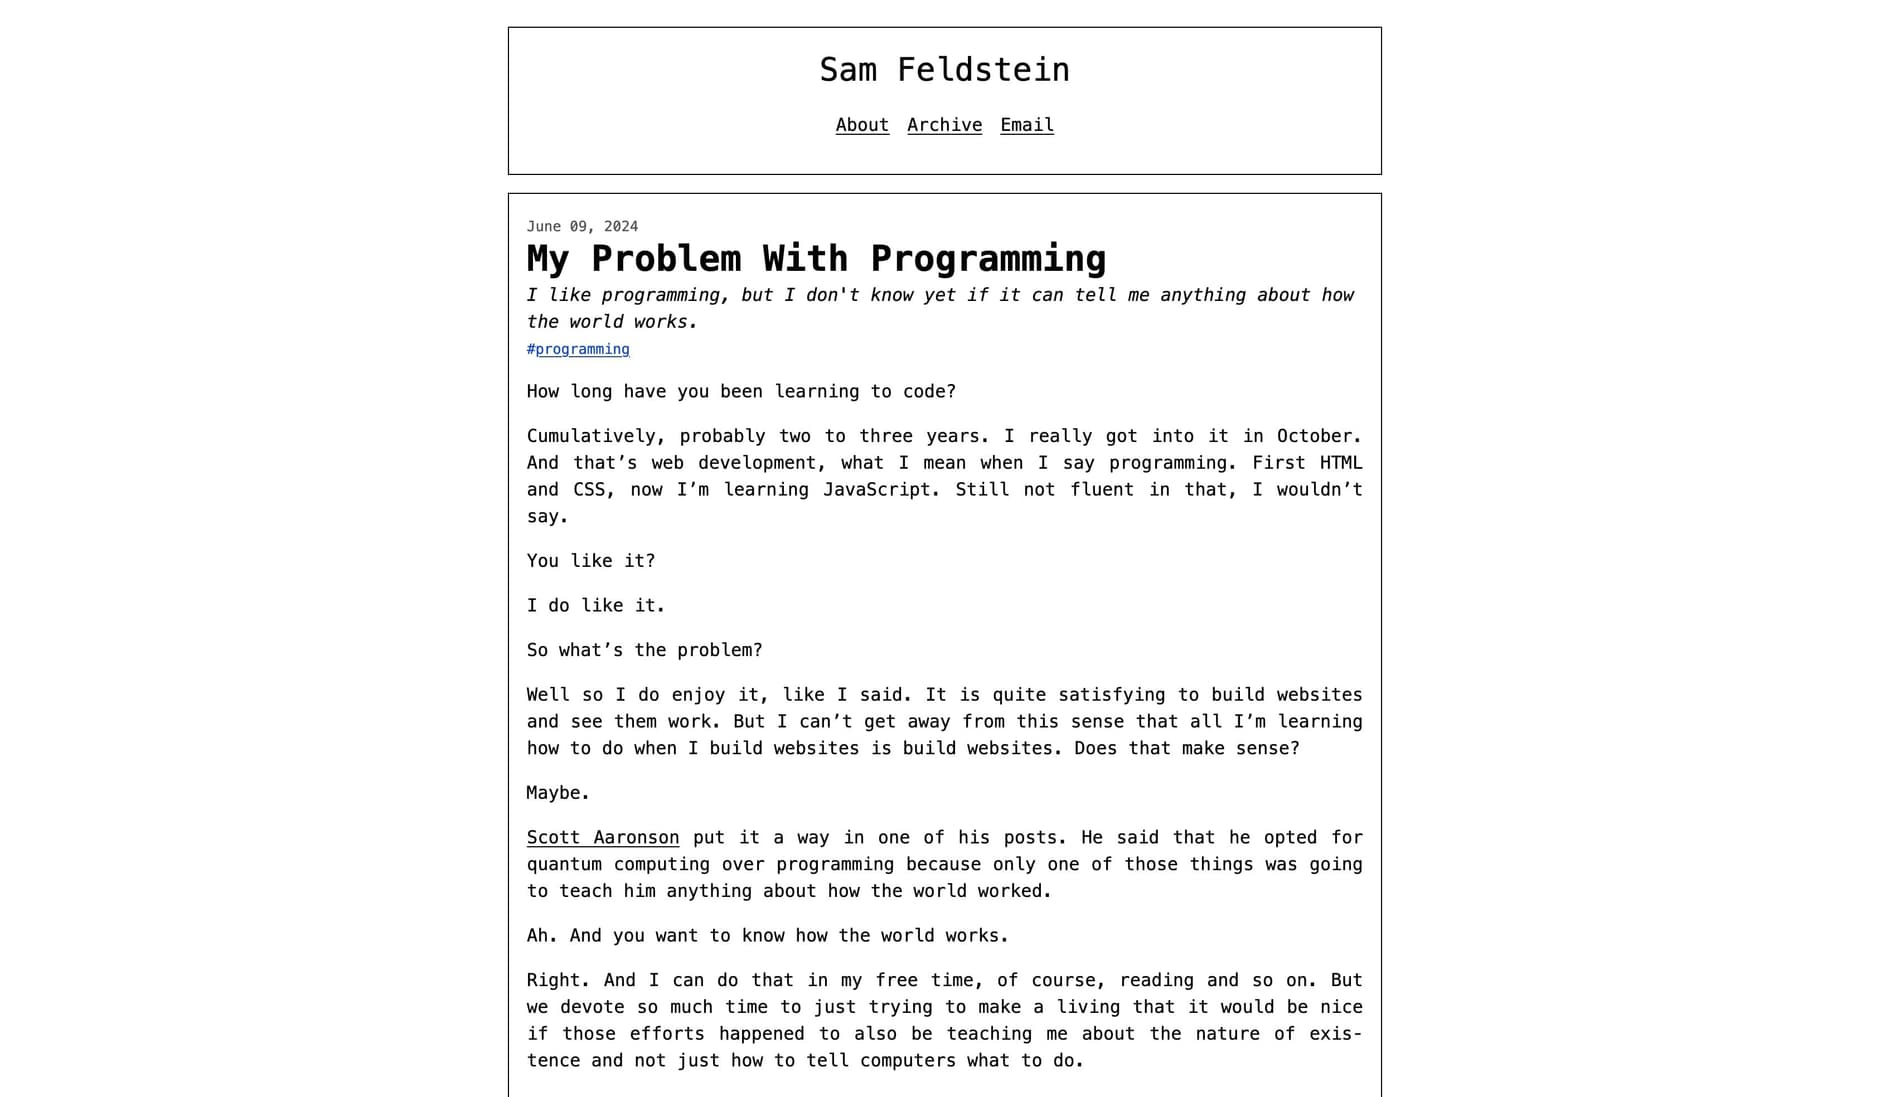 Sam Feldstein
About Archive Email
June 09, 2024
My Problem With Programming
I like programming, but I don't know yet if it can tell me anything about how
the world works.
#programming
How long have you been learning to code?
Cumulatively, probably two to three years. I really got into it in October.
And that’s web development, what I mean when I say programming. First HTML
and CSS, now I’m learning JavaScript. Still not fluent in that, I wouldn’t
say.
You like it?
I do like it.
So what’s the problem?
Well so I do enjoy it, like I said. It is quite satisfying to build websites
and see them work. But I can’t get away from this sense that all I’m learning
how to do when I build websites is build websites. Does that make sense?
Maybe.
Scott Aaronson put it a way in one of his posts. He said that he opted for
quantum computing over programming because only one of those things was going
to teach him anything about how the world worked.
Ah. And you want to know how the world works.
Right. And I can do that in my free time, of course, reading and so on. But
we devote so much time to just trying to make a living that it would be nice
if those efforts happened to also be teaching me about the nature of exis-
tence and not just how to tell computers what to do.